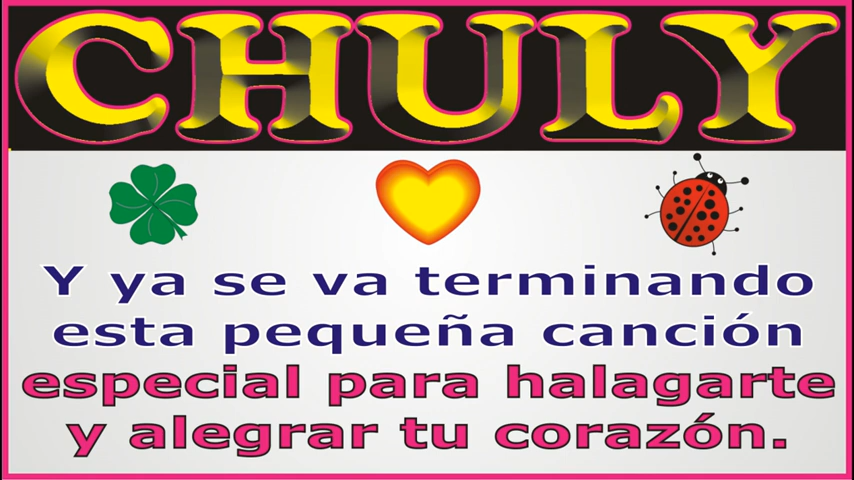 CHULY
Y ya se va terminando
esta pequeña canción
especial para halagarte
y alegrar tu corazón.